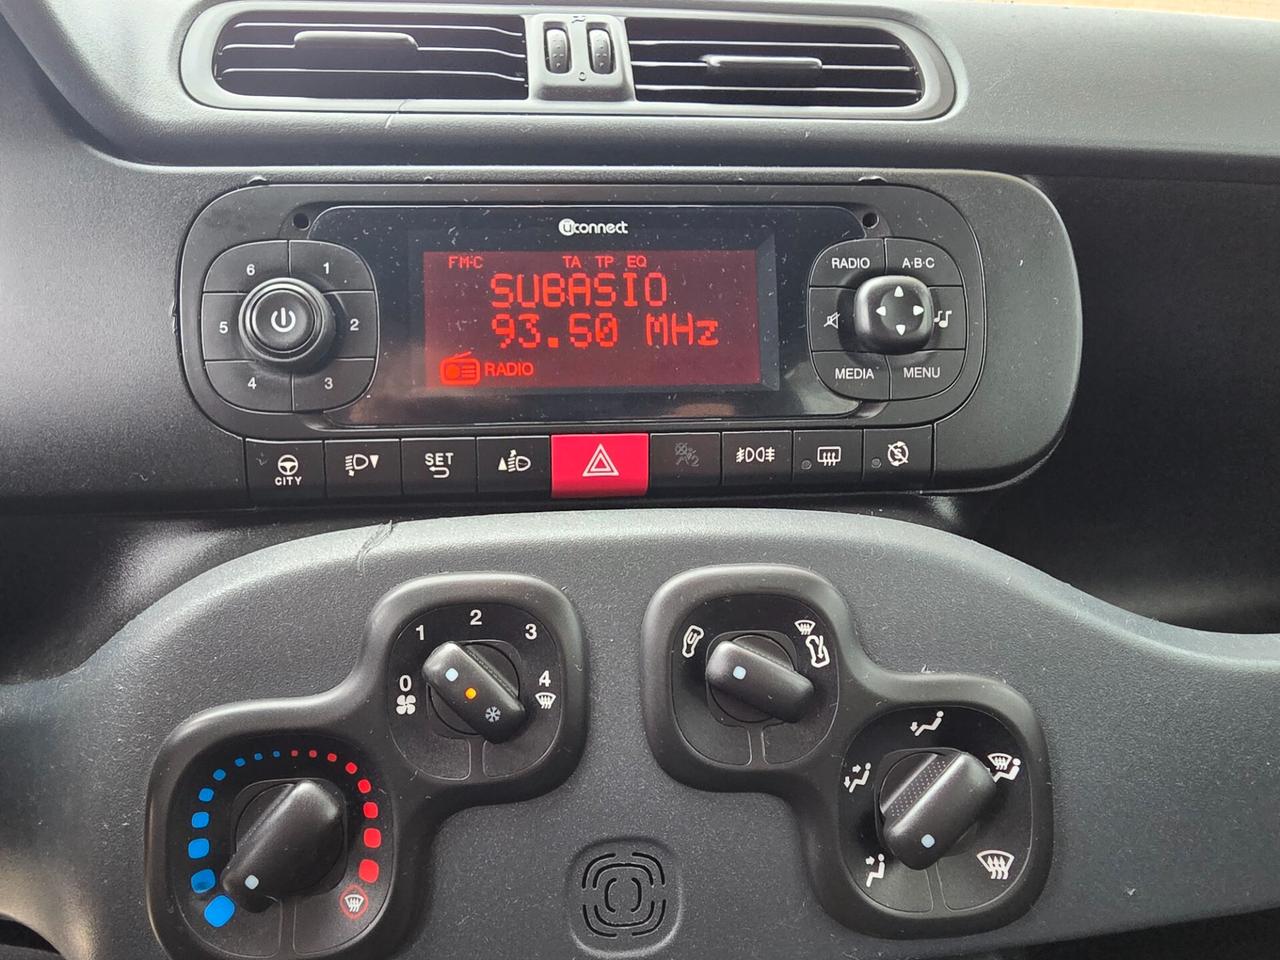 uconnect
FM-C TA TP EQ
SUBASIO
93.50 MHz
RADIO
6 1
5 2
4 3
RADIO A·B·C
MEDIA MENU
CITY
SET
2
1 3
0 4